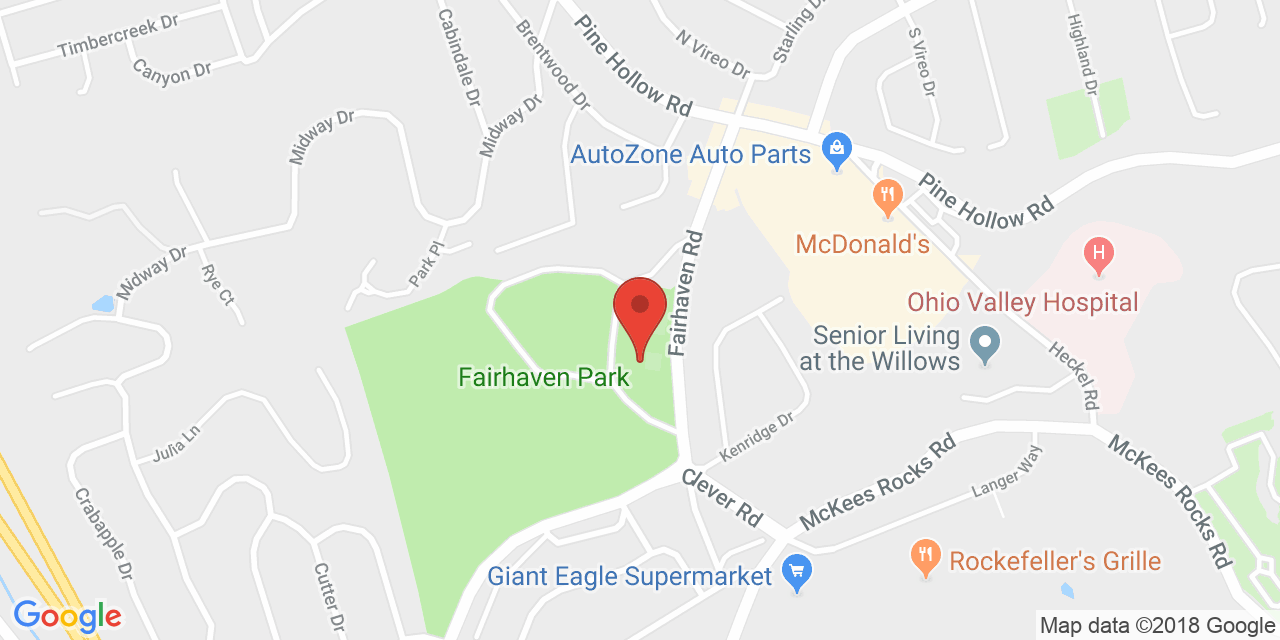 Timbercreek Dr
Canyon Dr
Cabindale Dr
Brentwood Dr
Pine Hollow Rd
N Vireo Dr
Starling Dr
S Vireo Dr
Highland Dr
Midway Dr
Midway Dr
AutoZone Auto Parts
McDonald's
Pine Hollow Rd
Midway Dr
Rye Ct
Park Pl
Fairhaven Rd
H
Ohio Valley Hospital
Senior Living
at the Willows
Heckel Rd
Fairhaven Park
Julia Ln
Kenridge Dr
McKees Rocks Rd
Langer Way
McKees Rocks Rd
Crabapple Dr
Clever Rd
Cutter Dr
Giant Eagle Supermarket
Rockefeller's Grille
Google
Map data ©2018 Google